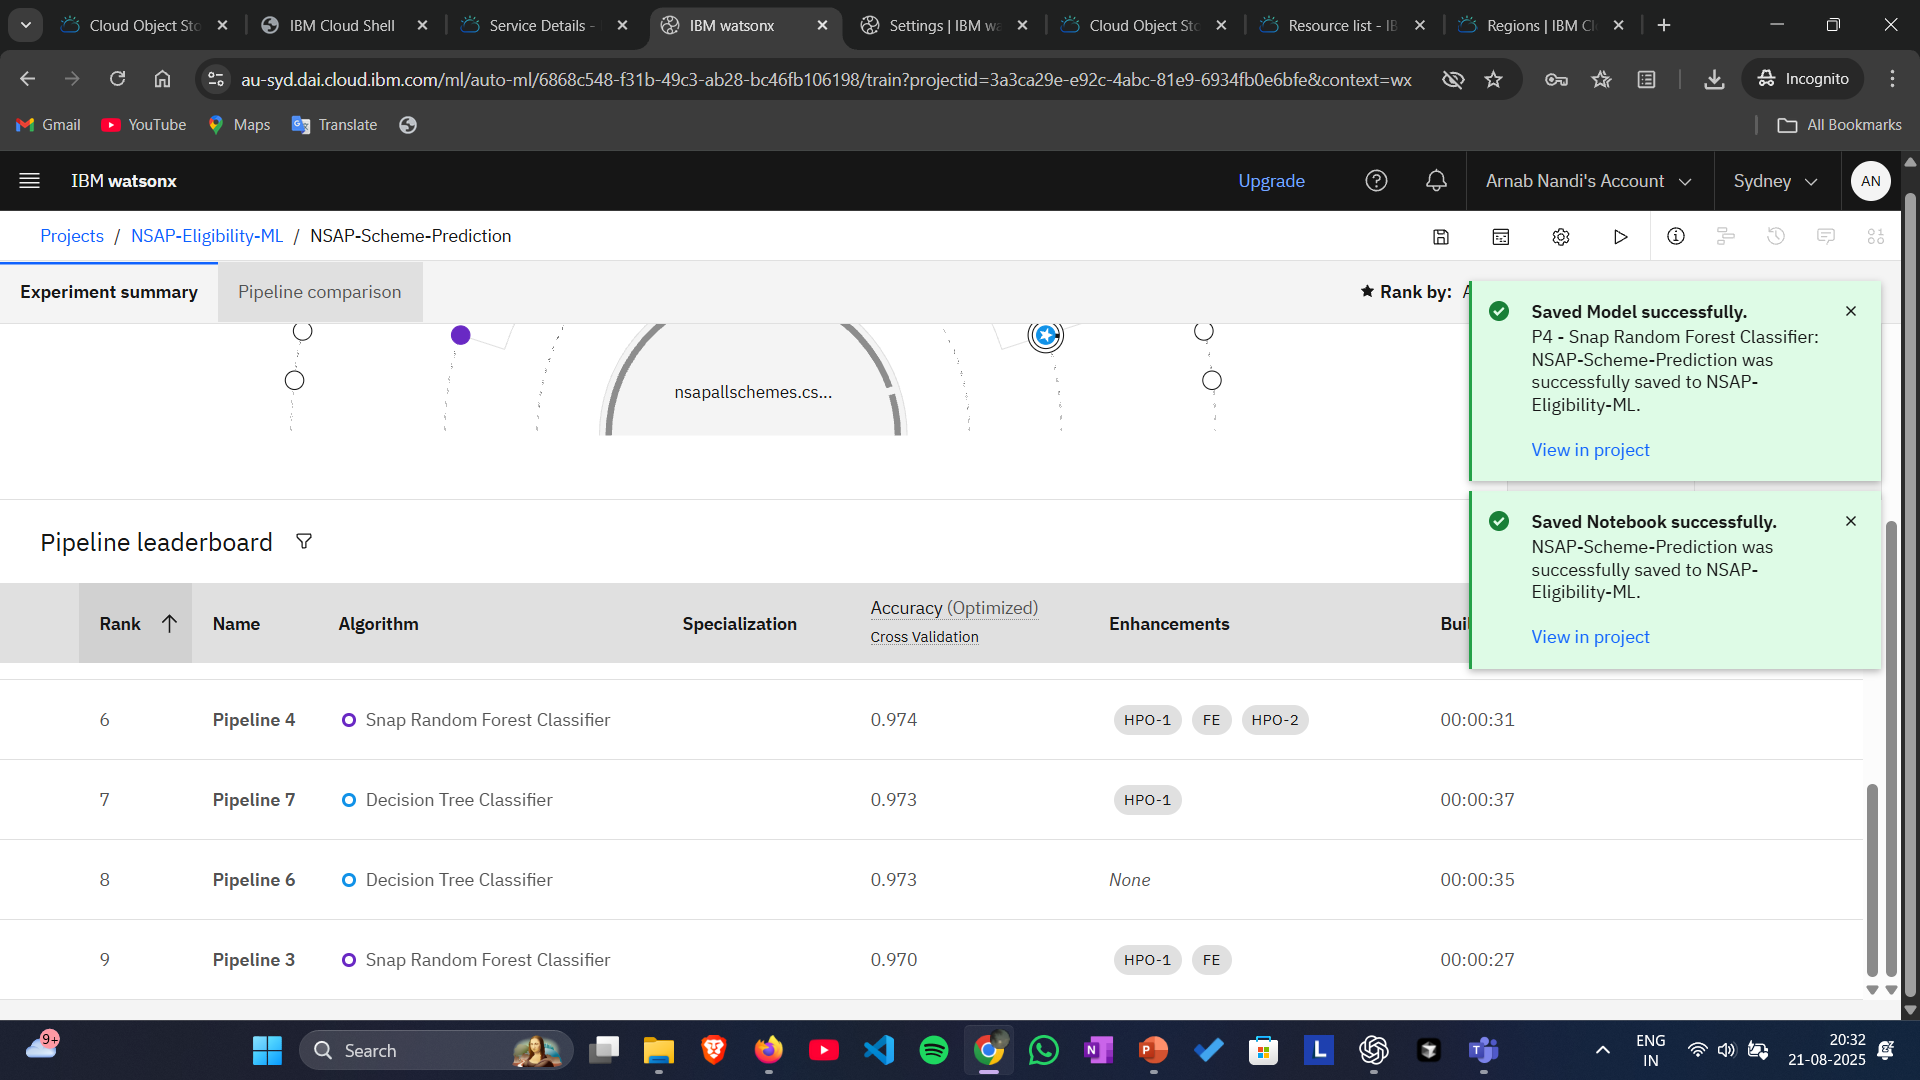 Cloud Object Sto
IBM Cloud Shell
Service Details -
IBM watsonx
Settings | IBM wa
Cloud Object Sto
Resource list - IB
Regions | IBM Cl
au-syd.dai.cloud.ibm.com/ml/auto-ml/6868c548-f31b-49c3-ab28-bc46fb106198/train?projectid=3a3ca29e-e92c-4abc-81e9-6934fb0e6bfe&context=wx
Incognito
Gmail
YouTube
Maps
Translate
All Bookmarks
IBM watsonx
Upgrade
Arnab Nandi's Account
Sydney
AN
Projects / NSAP-Eligibility-ML / NSAP-Scheme-Prediction
Experiment summary
Pipeline comparison
Rank by: A
nsapallschemes.cs...
Saved Model successfully.
P4 - Snap Random Forest Classifier:
NSAP-Scheme-Prediction was
successfully saved to NSAP-
Eligibility-ML.
View in project
Saved Notebook successfully.
NSAP-Scheme-Prediction was
successfully saved to NSAP-
Eligibility-ML.
View in project
Pipeline leaderboard
Rank Name Algorithm Specialization Accuracy (Optimized) Enhancements Buil
Cross Validation
6 Pipeline 4 Snap Random Forest Classifier 0.974 HPO-1 FE HPO-2 00:00:31
7 Pipeline 7 Decision Tree Classifier 0.973 HPO-1 00:00:37
8 Pipeline 6 Decision Tree Classifier 0.973 None 00:00:35
9 Pipeline 3 Snap Random Forest Classifier 0.970 HPO-1 FE 00:00:27
9+
Search
ENG
IN
20:32
21-08-2025